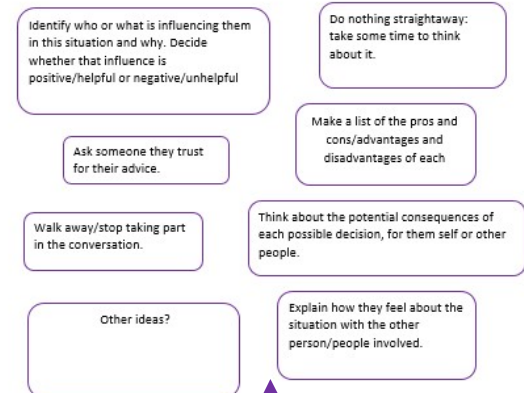 Identify who or what is influencing them
in this situation and why. Decide
whether that influence is
positive/helpful or negative/unhelpful
Do nothing straightaway:
take some time to think
about it.
Make a list of the pros and
cons/advantages and
disadvantages of each
Ask someone they trust
for their advice.
Walk away/stop taking part
in the conversation.
Think about the potential consequences of
each possible decision, for them self or other
people.
Other ideas?
Explain how they feel about the
situation with the other
person/people involved.